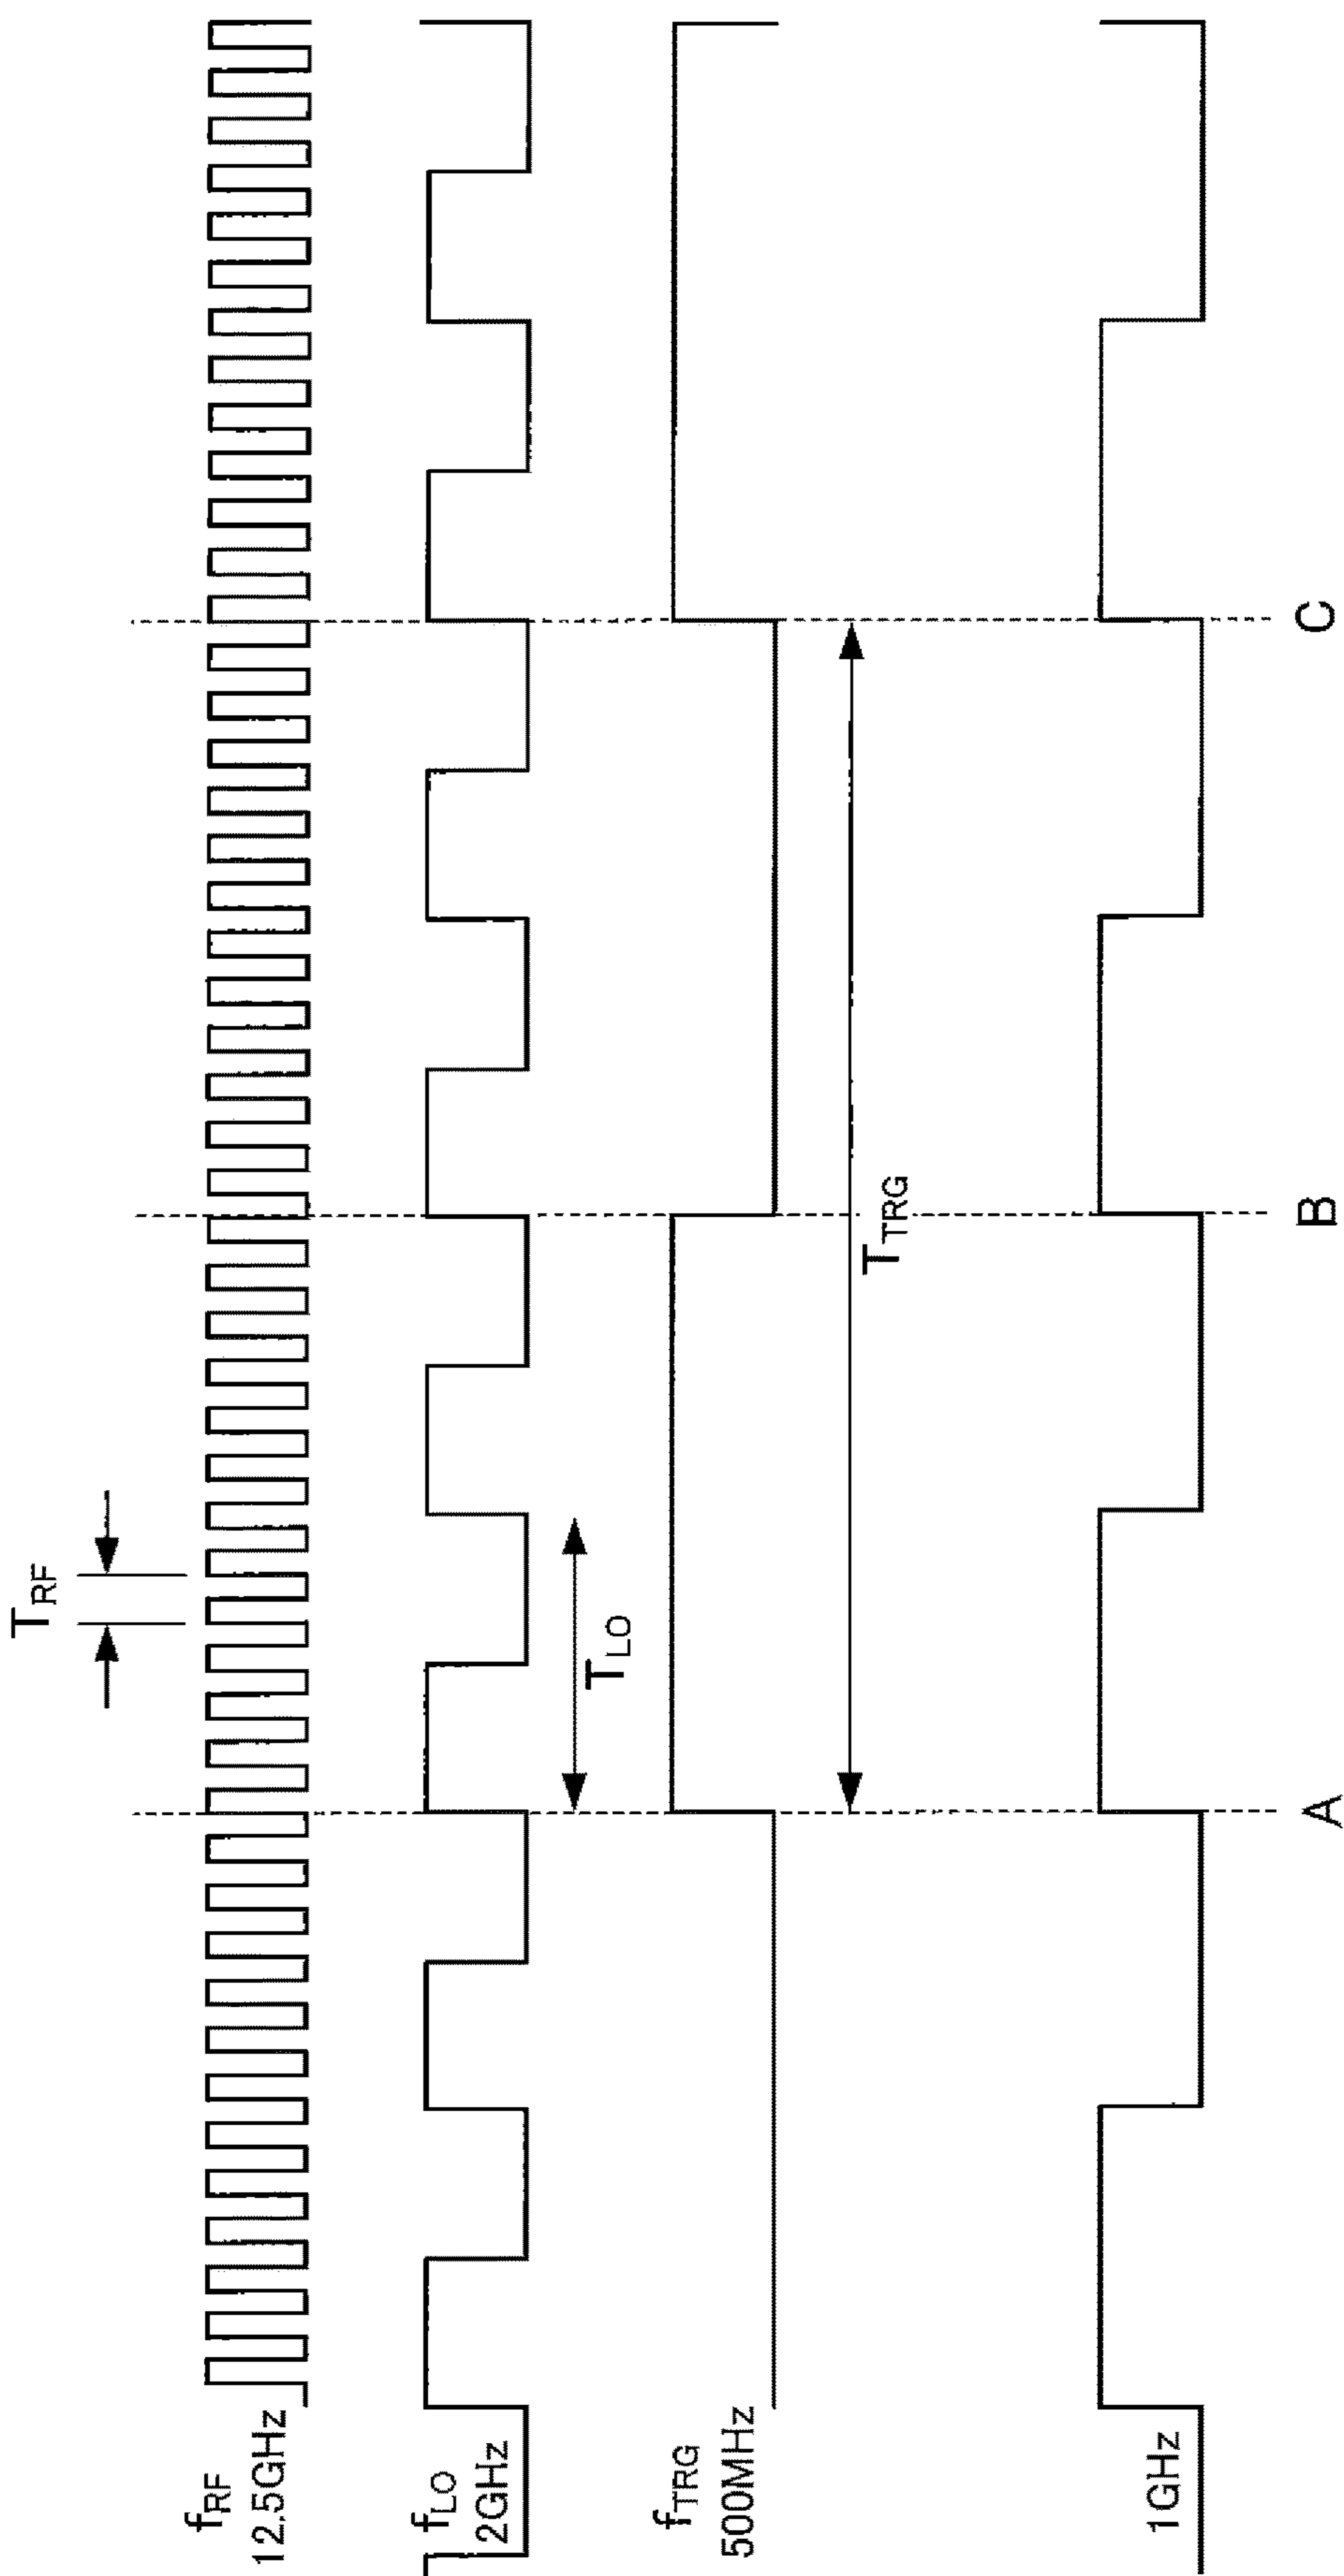 T_RF
f_RF
12.5GHz
f_LO
2GHz
T_LO
f_TRG
500MHz
T_TRG
1GHz
A
B
C